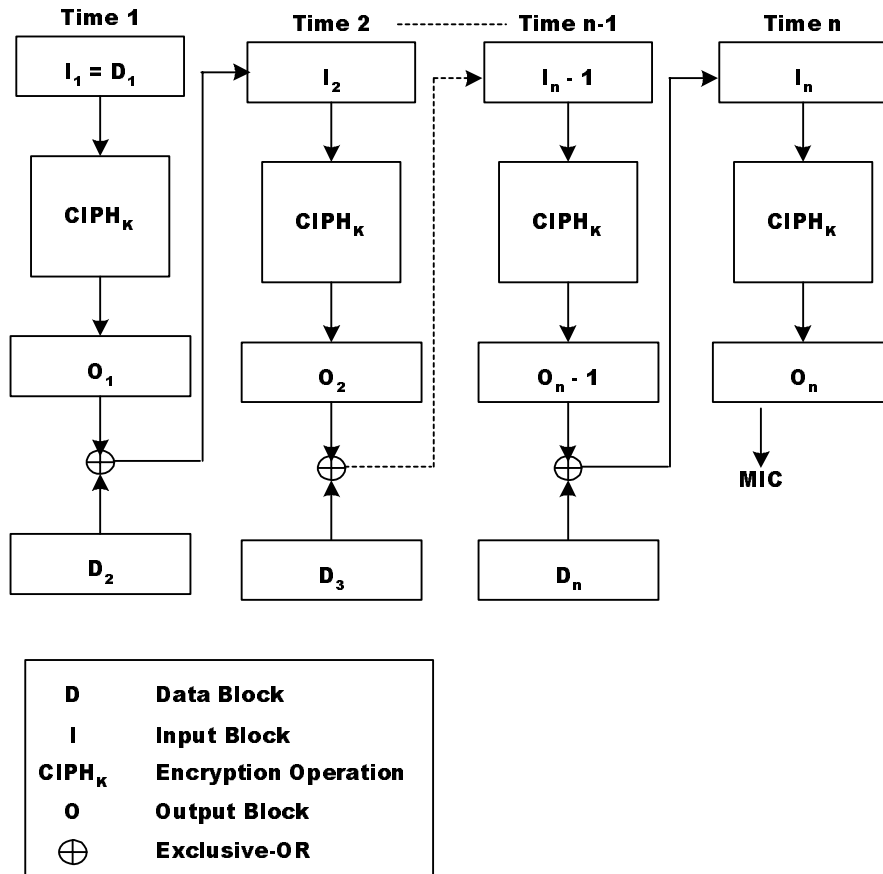 Time 1 Time 2 Time n-1 Time n
I₁ = D₁ I₂ Iₙ - 1 Iₙ
CIPHK CIPHK CIPHK CIPHK
O₁ O₂ Oₙ - 1 Oₙ
MIC
D₂ D₃ Dₙ
D Data Block
I Input Block
CIPHK Encryption Operation
O Output Block
⊕ Exclusive-OR